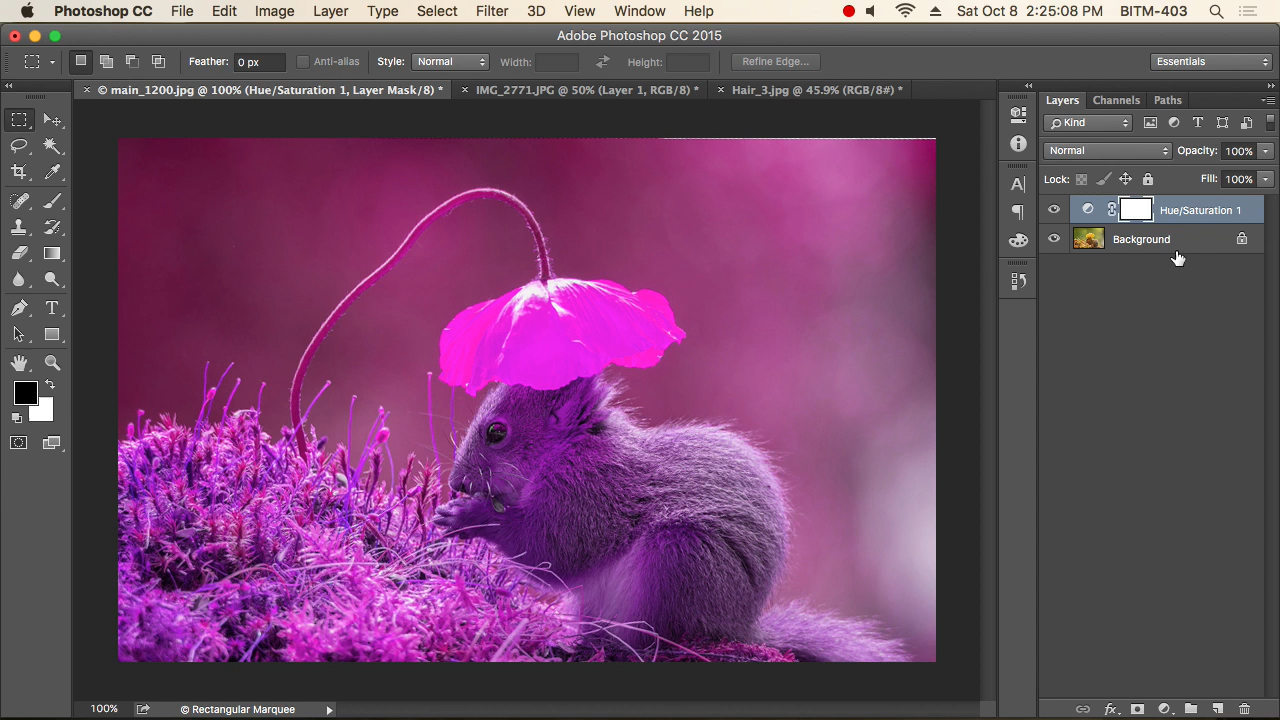 Photoshop CC File Edit Image Layer Type Select Filter 3D View Window Help Sat Oct 8 2:25:08 PM BITM-403
Adobe Photoshop CC 2015
Feather: 0 px Anti-alias Style: Normal Width: Height: Refine Edge... Essentials
× © main_1200.jpg @ 100% (Hue/Saturation 1, Layer Mask/8) * × IMG_2771.JPG @ 50% (Layer 1, RGB/8) * × Hair_3.jpg @ 45.9% (RGB/8#) *
Layers Channels Paths
Kind
Normal Opacity: 100%
Lock: Fill: 100%
Hue/Saturation 1
Background
100% © Rectangular Marquee